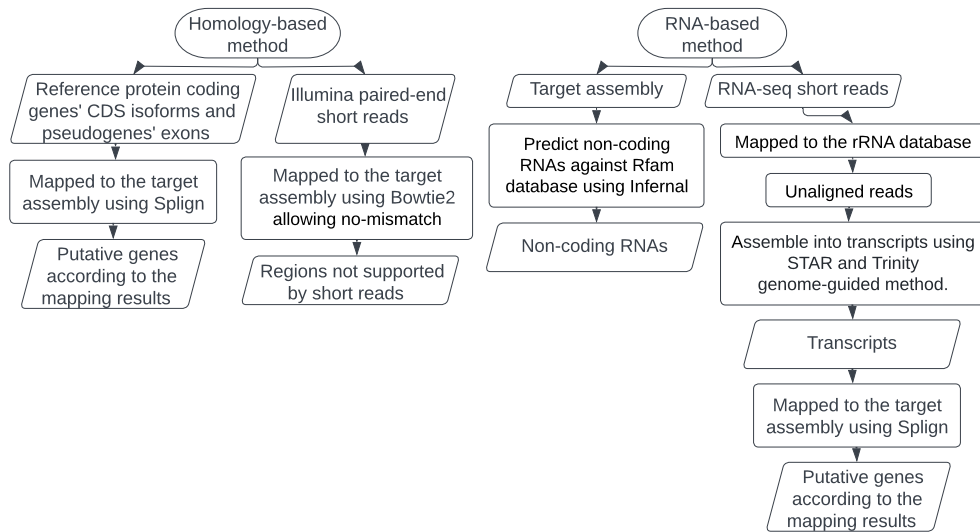 Homology-based
method
Reference protein coding
genes' CDS isoforms and
pseudogenes' exons
Illumina paired-end
short reads
Mapped to the target
assembly using Splign
Mapped to the target
assembly using Bowtie2
allowing no-mismatch
Putative genes
according to the
mapping results
Regions not supported
by short reads
RNA-based
method
Target assembly
RNA-seq short reads
Predict non-coding
RNAs against Rfam
database using Infernal
Non-coding RNAs
Mapped to the rRNA database
Unaligned reads
Assemble into transcripts using
STAR and Trinity
genome-guided method.
Transcripts
Mapped to the target
assembly using Splign
Putative genes
according to the
mapping results